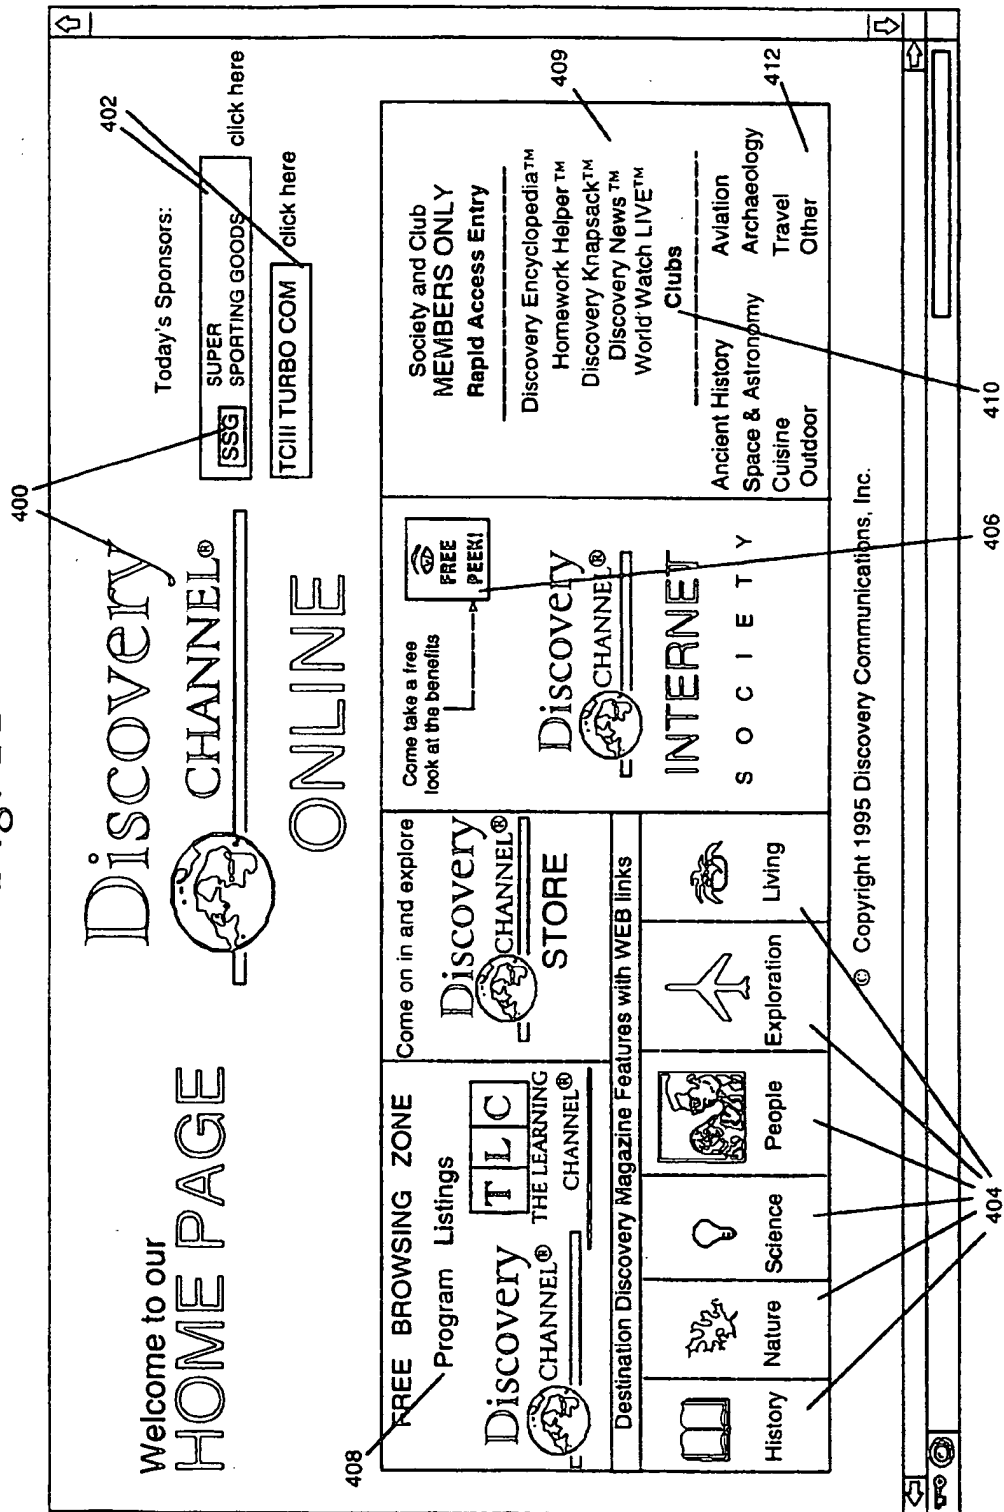 Welcome to our
HOME PAGE
Discovery
CHANNEL®
ONLINE
400
Today's Sponsors:
SSG
SUPER
SPORTING GOODS
click here
TCIII TURBO COM
click here
402
408
FREE BROWSING ZONE
Program Listings
Discovery
CHANNEL®
T L C
THE LEARNING
CHANNEL®
Come on in and explore
Discovery
CHANNEL®
STORE
Destination Discovery Magazine Features with WEB links
History
Nature
Science
People
Exploration
Living
404
Come take a free
look at the benefits
FREE
PEEK!
Discovery
CHANNEL®
INTERNET
SOCIETY
406
Society and Club
MEMBERS ONLY
Rapid Access Entry
Discovery Encyclopedia™
Homework Helper™
Discovery Knapsack™
Discovery News™
World Watch LIVE™
409
Clubs
410
Ancient History Aviation
Space & Astronomy Archaeology
Cuisine Travel
Outdoor Other
412
© Copyright 1995 Discovery Communications, Inc.